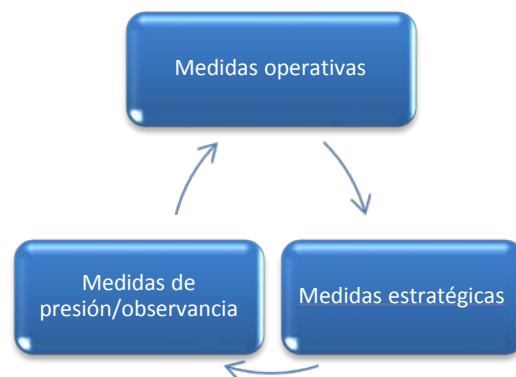 Medidas operativas
Medidas de
presión/observancia
Medidas estratégicas